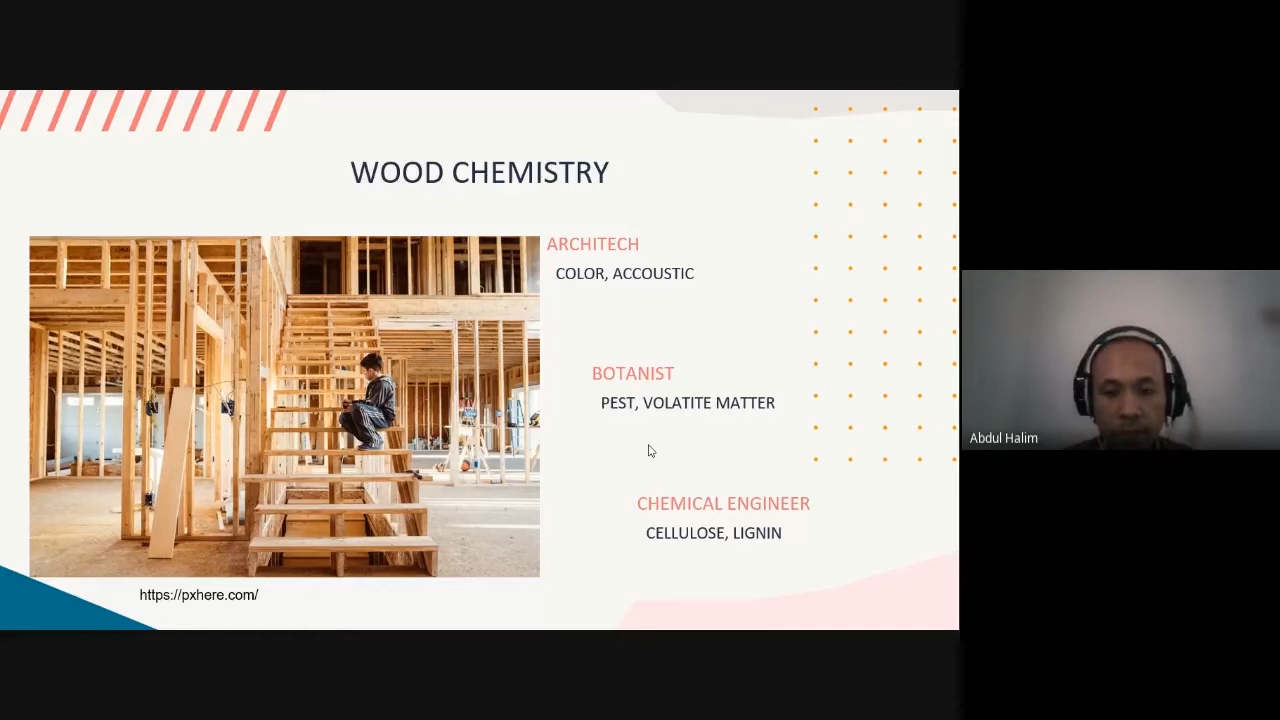 WOOD CHEMISTRY
ARCHITECH
COLOR, ACCOUSTIC
BOTANIST
PEST, VOLATITE MATTER
CHEMICAL ENGINEER
CELLULOSE, LIGNIN
https://pxhere.com/
Abdul Halim